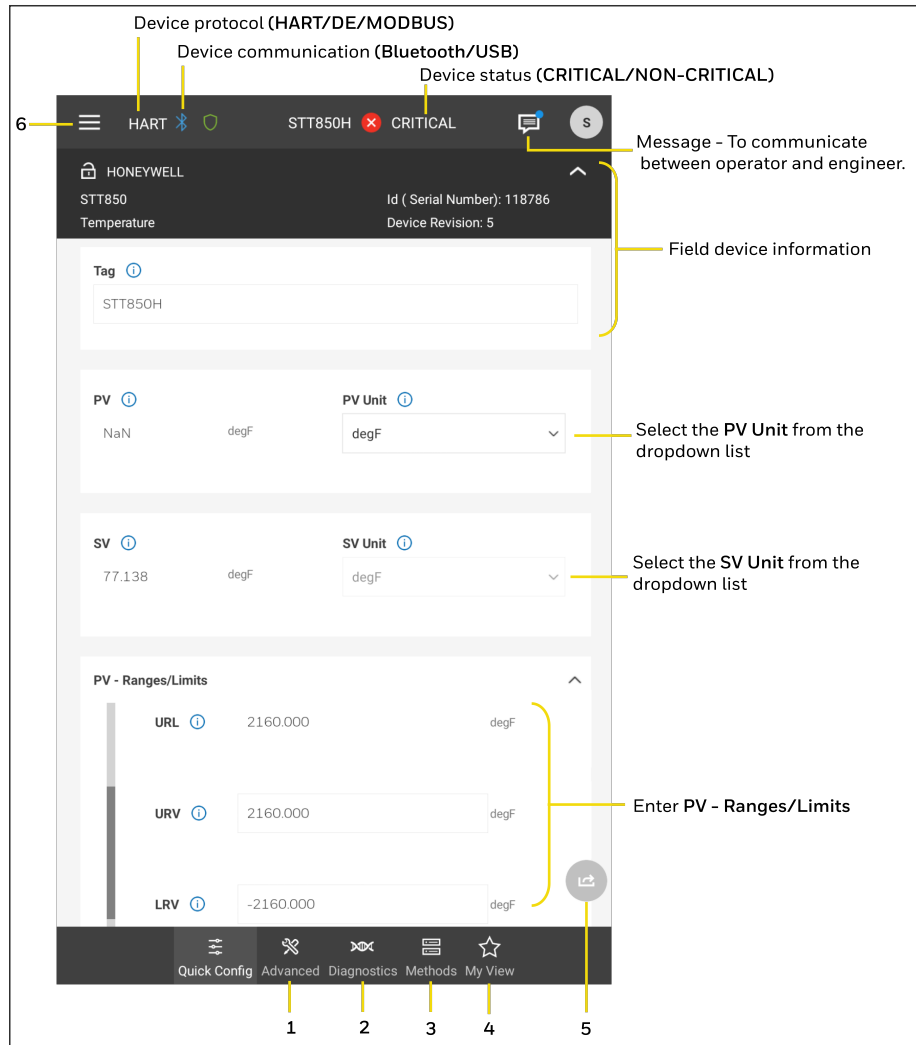 Device protocol (HART/DE/MODBUS)
Device communication (Bluetooth/USB)
Device status (CRITICAL/NON-CRITICAL)
6
HART
STT850H
CRITICAL
S
Message - To communicate
between operator and engineer.
HONEYWELL
STT850
Id ( Serial Number): 118786
Temperature
Device Revision: 5
Field device information
Tag
STT850H
PV
PV Unit
NaN
degF
degF
Select the PV Unit from the
dropdown list
SV
SV Unit
77.138
degF
degF
Select the SV Unit from the
dropdown list
PV - Ranges/Limits
URL
2160.000
degF
URV
2160.000
degF
Enter PV - Ranges/Limits
LRV
-2160.000
degF
Quick Config
Advanced
Diagnostics
Methods
My View
1
2
3
4
5